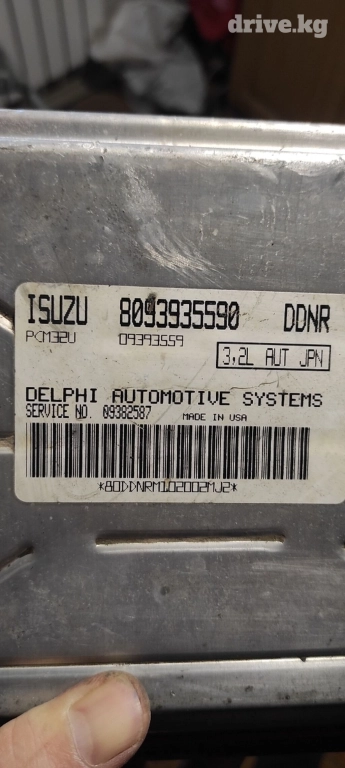 drive.kg
ISUZU 8093935590 DDNR
PCM32U 09393559
3,2L AUT JPN
DELPHI AUTOMOTIVE SYSTEMS
SERVICE NO. 09382587 MADE IN USA
*80DDNRM102002MJ2*